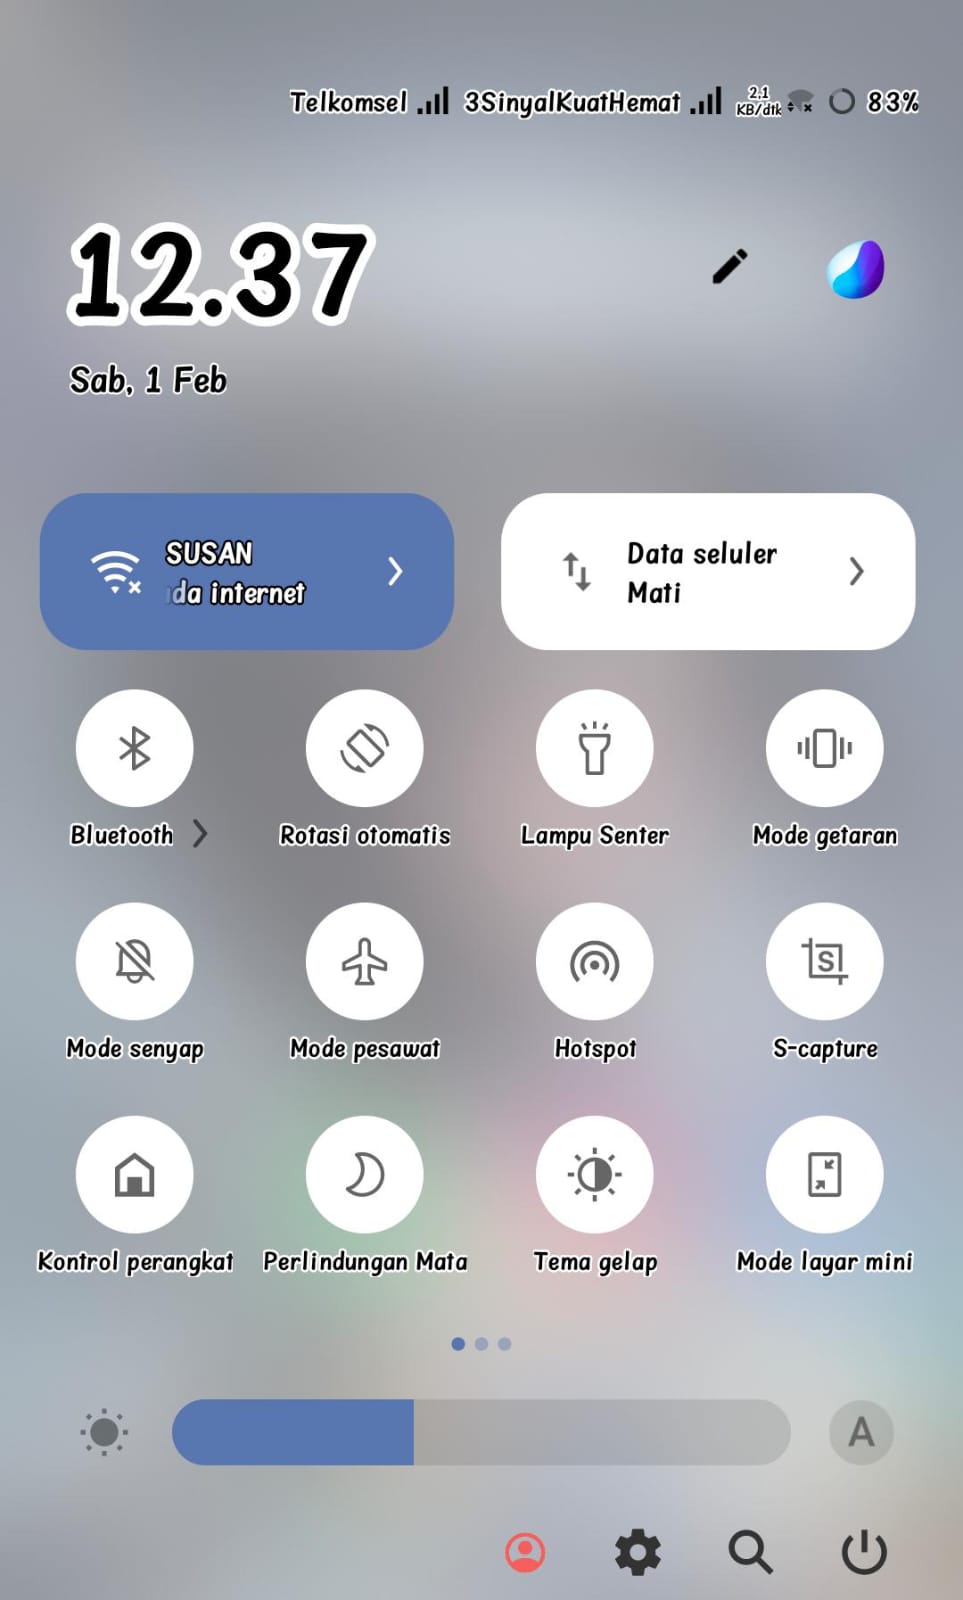 Telkomsel 3SinyalKuatHemat 2,1 KB/dtk 83%
12.37
Sab, 1 Feb
SUSAN
da internet
Data seluler
Mati
Bluetooth
Rotasi otomatis
Lampu Senter
Mode getaran
S
Mode senyap
Mode pesawat
Hotspot
S-capture
Kontrol perangkat
Perlindungan Mata
Tema gelap
Mode layar mini
A